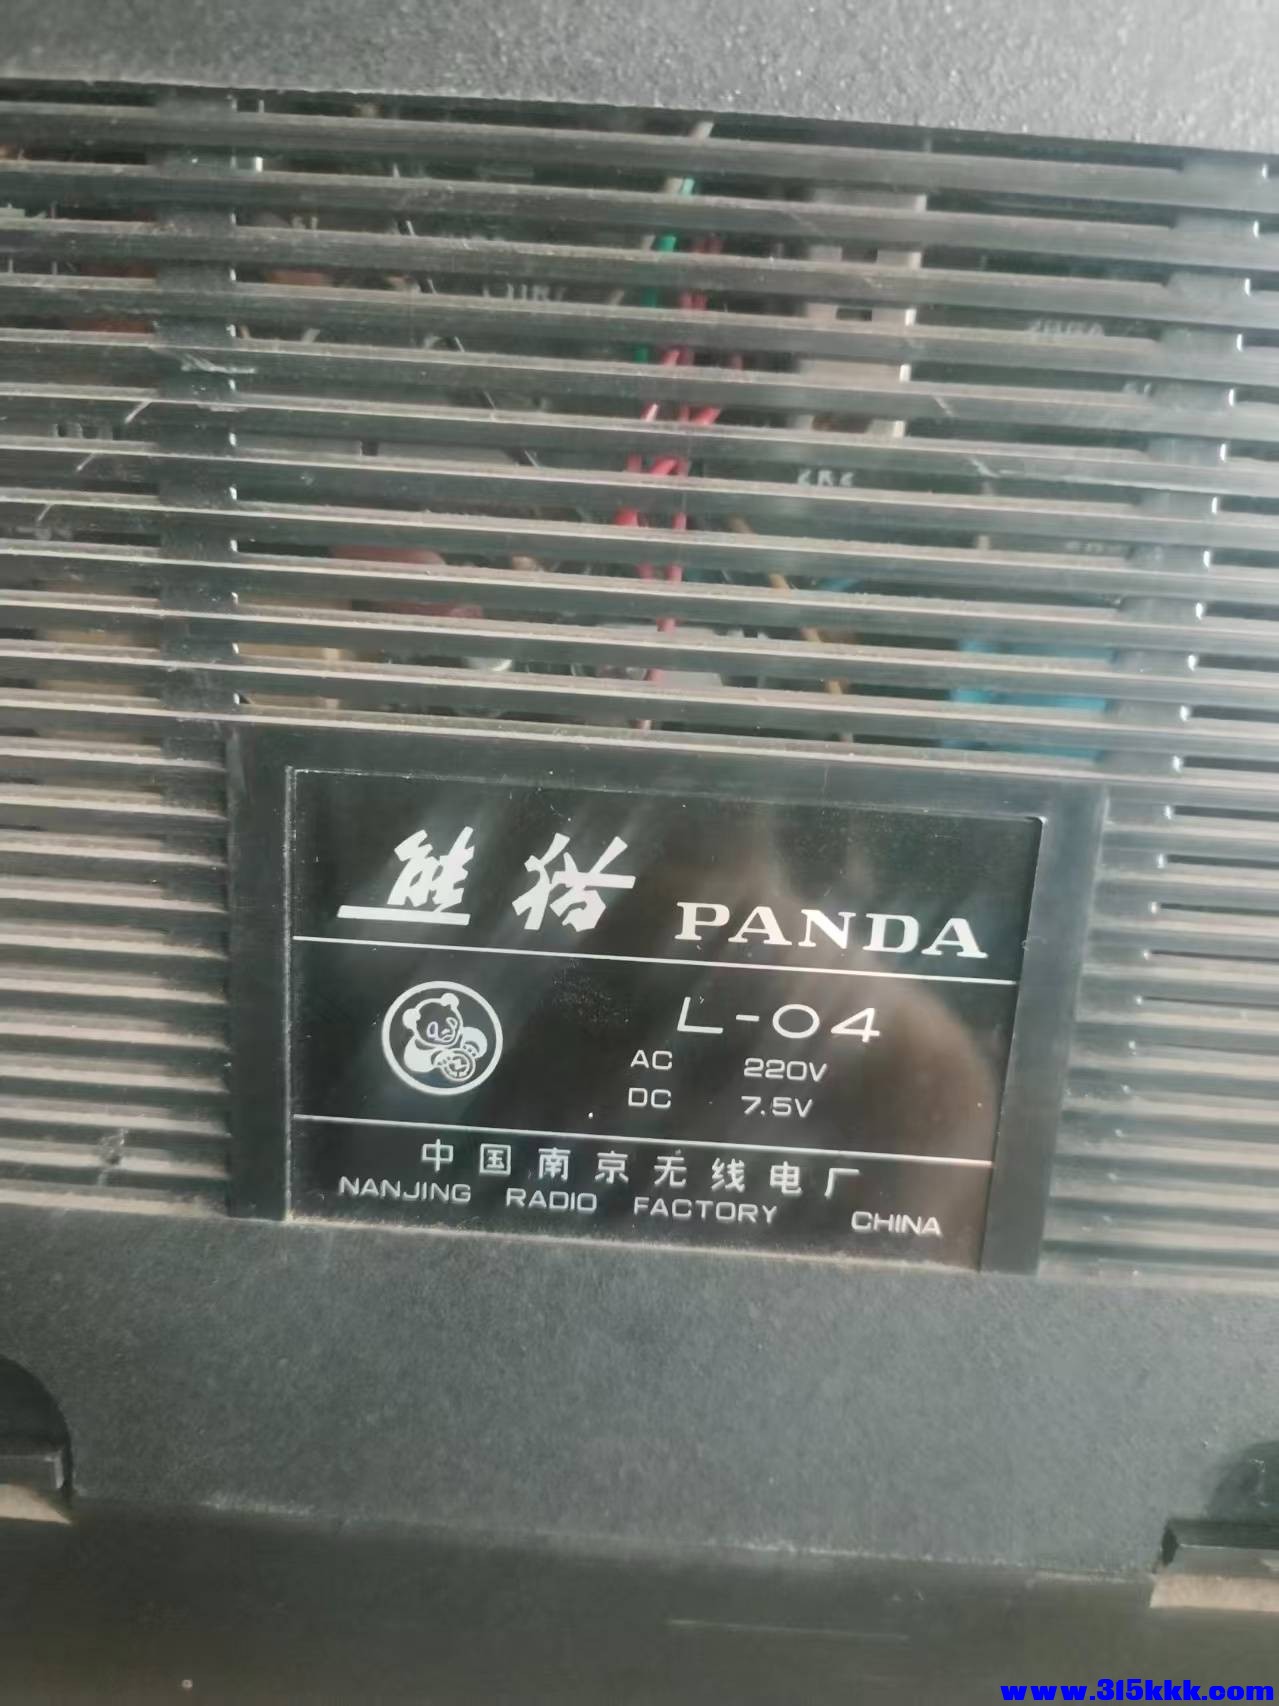 熊猫 PANDA
L-04
AC 220V
DC 7.5V
中国南京无线电厂
NANJING RADIO FACTORY CHINA
www.315kkk.com